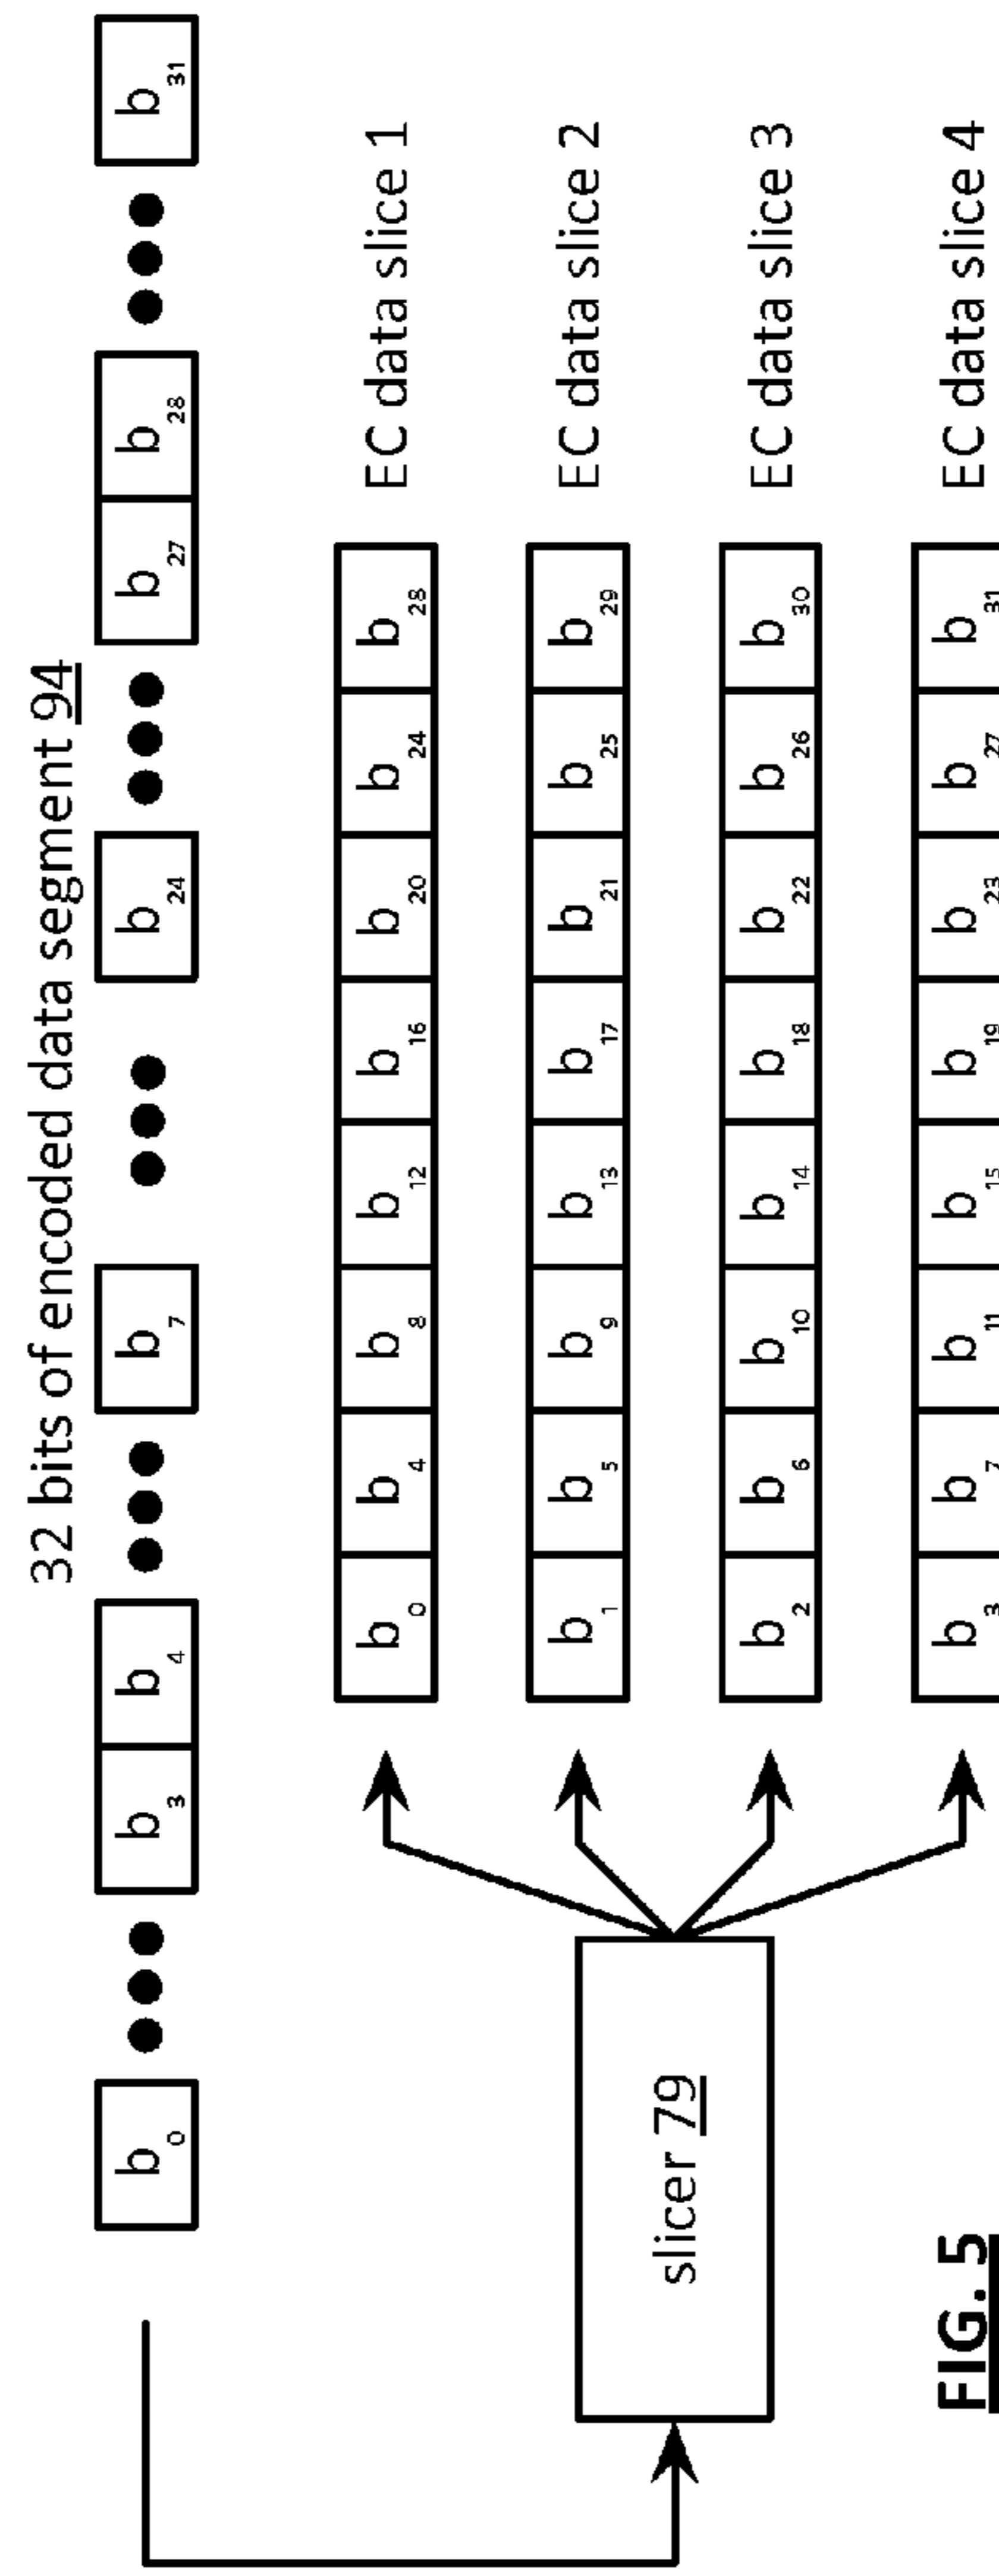 32 bits of encoded data segment 94
b0 ●●● b3 b4 ●●● b7 ●●● b24 ●●● b27 b28 ●●● b31
b0 b4 b8 b12 b16 b20 b24 b28 EC data slice 1
b1 b5 b9 b13 b17 b21 b25 b29 EC data slice 2
slicer 79
b2 b6 b10 b14 b18 b22 b26 b30 EC data slice 3
b3 b7 b11 b15 b19 b23 b27 b31 EC data slice 4
FIG. 5